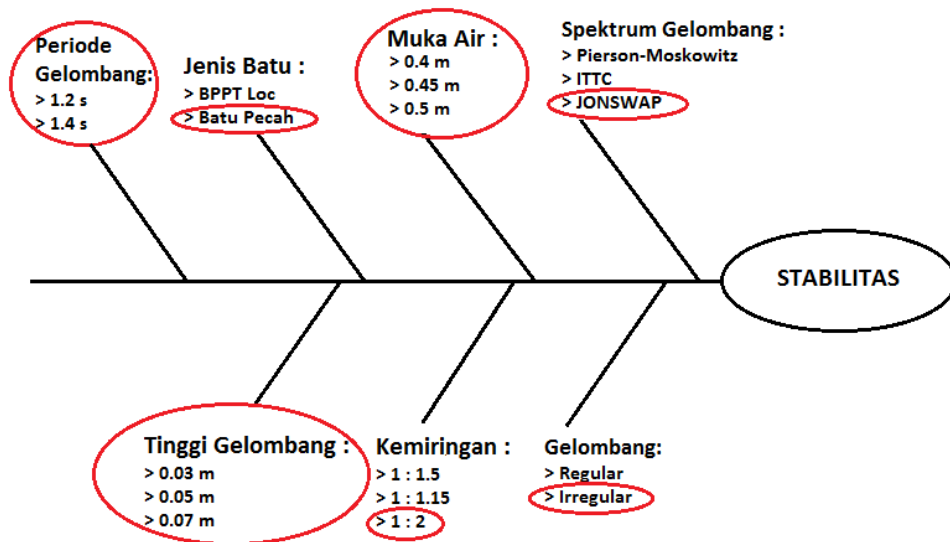 Periode
Gelombang:
> 1.2 s
> 1.4 s
Jenis Batu :
> BPPT Loc
> Batu Pecah
Muka Air :
> 0.4 m
> 0.45 m
> 0.5 m
Spektrum Gelombang :
> Pierson-Moskowitz
> ITTC
> JONSWAP
STABILITAS
Tinggi Gelombang :
> 0.03 m
> 0.05 m
> 0.07 m
Kemiringan :
> 1 : 1.5
> 1 : 1.15
> 1 : 2
Gelombang:
> Regular
> Irregular